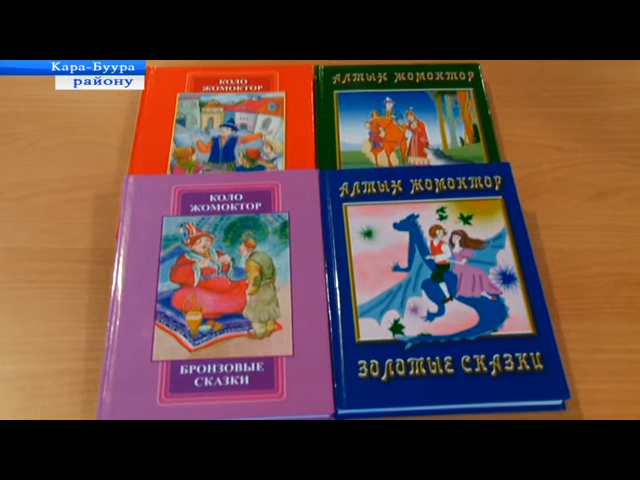 Кара-Буура
району
КОЛО
ЖОМОКТОР
АЛТЫН ЖОМОКТОР
КОЛО
ЖОМОКТОР
БРОНЗОВЫЕ
СКАЗКИ
АЛТЫН ЖОМОКТОР
ЗОЛОТЫЕ СКАЗКИ